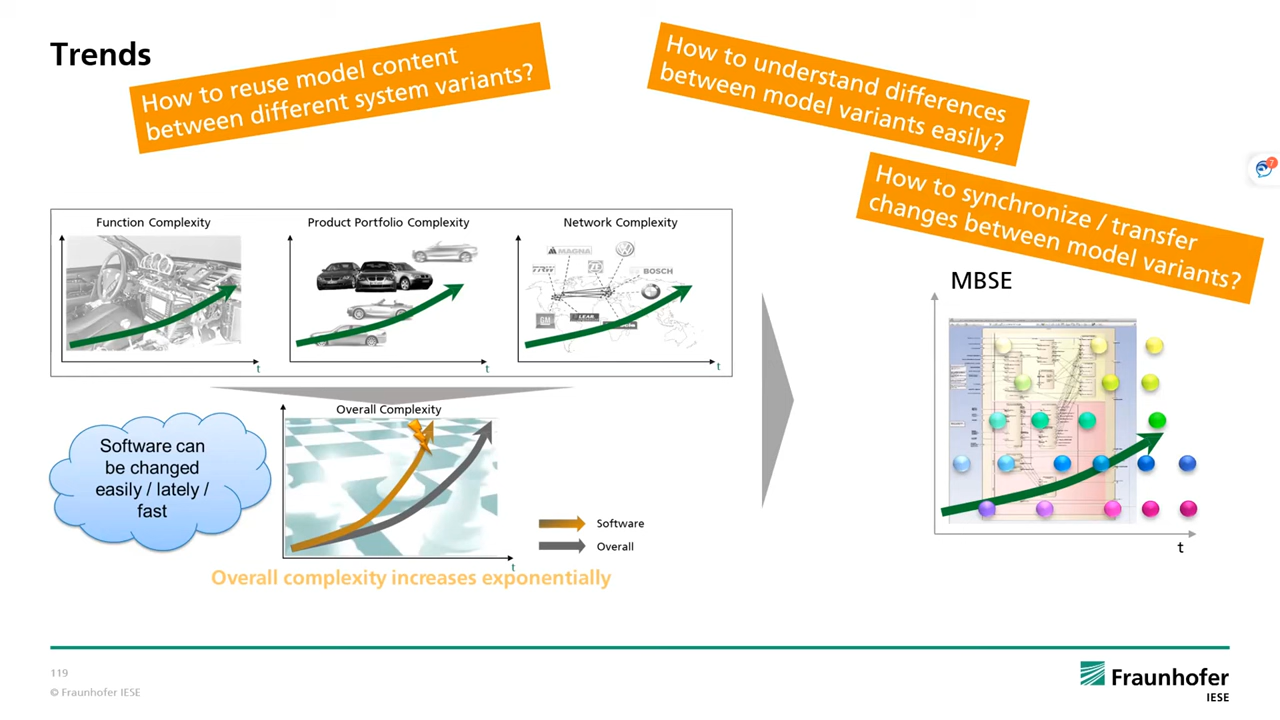 Trends
How to reuse model content
between different system variants?
How to understand differences
between model variants easily?
How to synchronize / transfer
changes between model variants?
7
Function Complexity
Product Portfolio Complexity
Network Complexity
MAGNA
TRW
BOSCH
GM
LEAR
t
t
t
Overall Complexity
Software can
be changed
easily / lately /
fast
Software
Overall
t
Overall complexity increases exponentially
MBSE
t
119
© Fraunhofer IESE
Fraunhofer
IESE